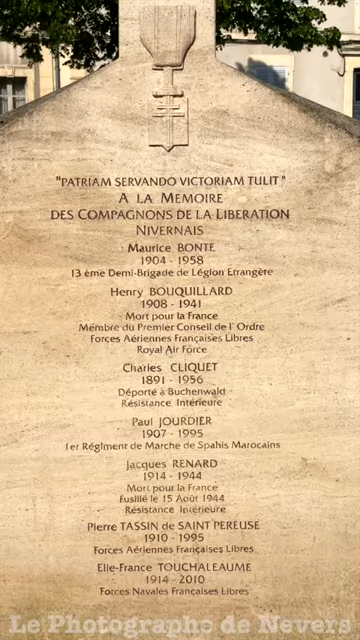 "PATRIAM SERVANDO VICTORIAM TULIT"
A LA MEMOIRE
DES COMPAGNONS DE LA LIBERATION
NIVERNAIS
Maurice BONTE
1904 - 1958
13 ème Demi-Brigade de Légion Etrangère
Henry BOUQUILLARD
1908 - 1941
Mort pour la France
Membre du Premier Conseil de l'Ordre
Forces Aériennes Françaises Libres
Royal Air Force
Charles CLIQUET
1891 - 1956
Déporté à Buchenwald
Résistance Intérieure
Paul JOURDIER
1907 - 1995
1er Régiment de Marche de Spahis Marocains
Jacques RENARD
1914 - 1944
Mort pour la France
Fusillé le 15 Août 1944
Résistance Intérieure
Pierre TASSIN de SAINT PEREUSE
1910 - 1995
Forces Aériennes Françaises Libres
Elie-France TOUCHALEAUME
1914 - 2010
Forces Navales Françaises Libres
Le Photographe de Nevers